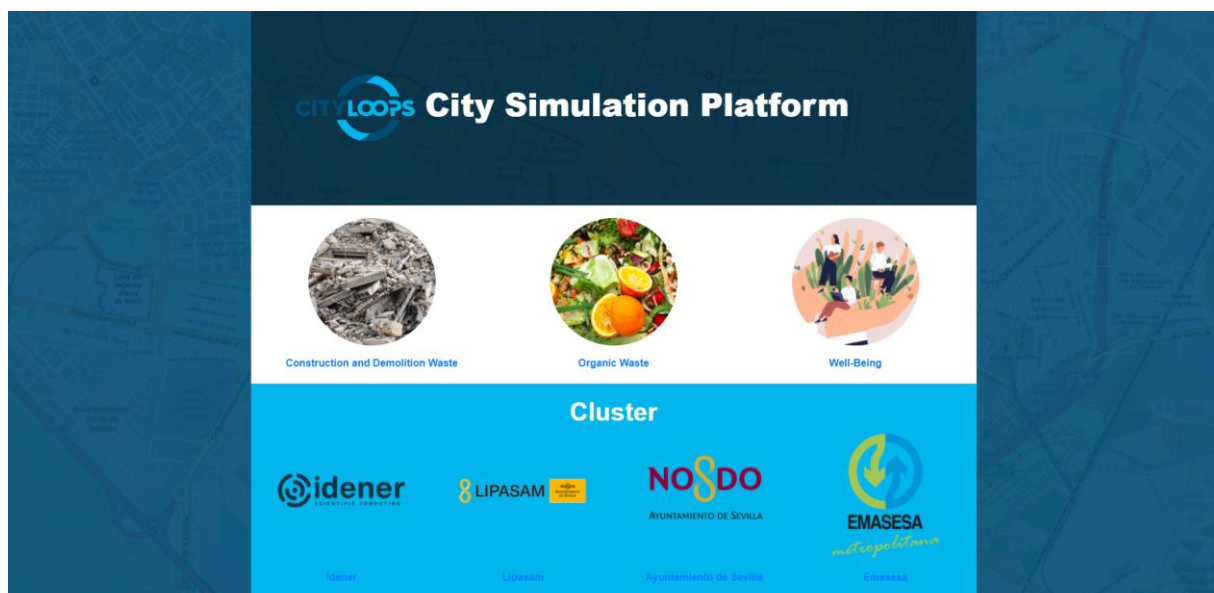 CITYLOOPS City Simulation Platform
Construction and Demolition Waste
Organic Waste
Well-Being
Cluster
idener
SCIENTIFIC COMPUTING
LIPASAM
NO8DO
AYUNTAMIENTO DE SEVILLA
EMASESA
metropolitana
Idener
Lipasam
Ayuntamiento de Sevilla
Emasesa